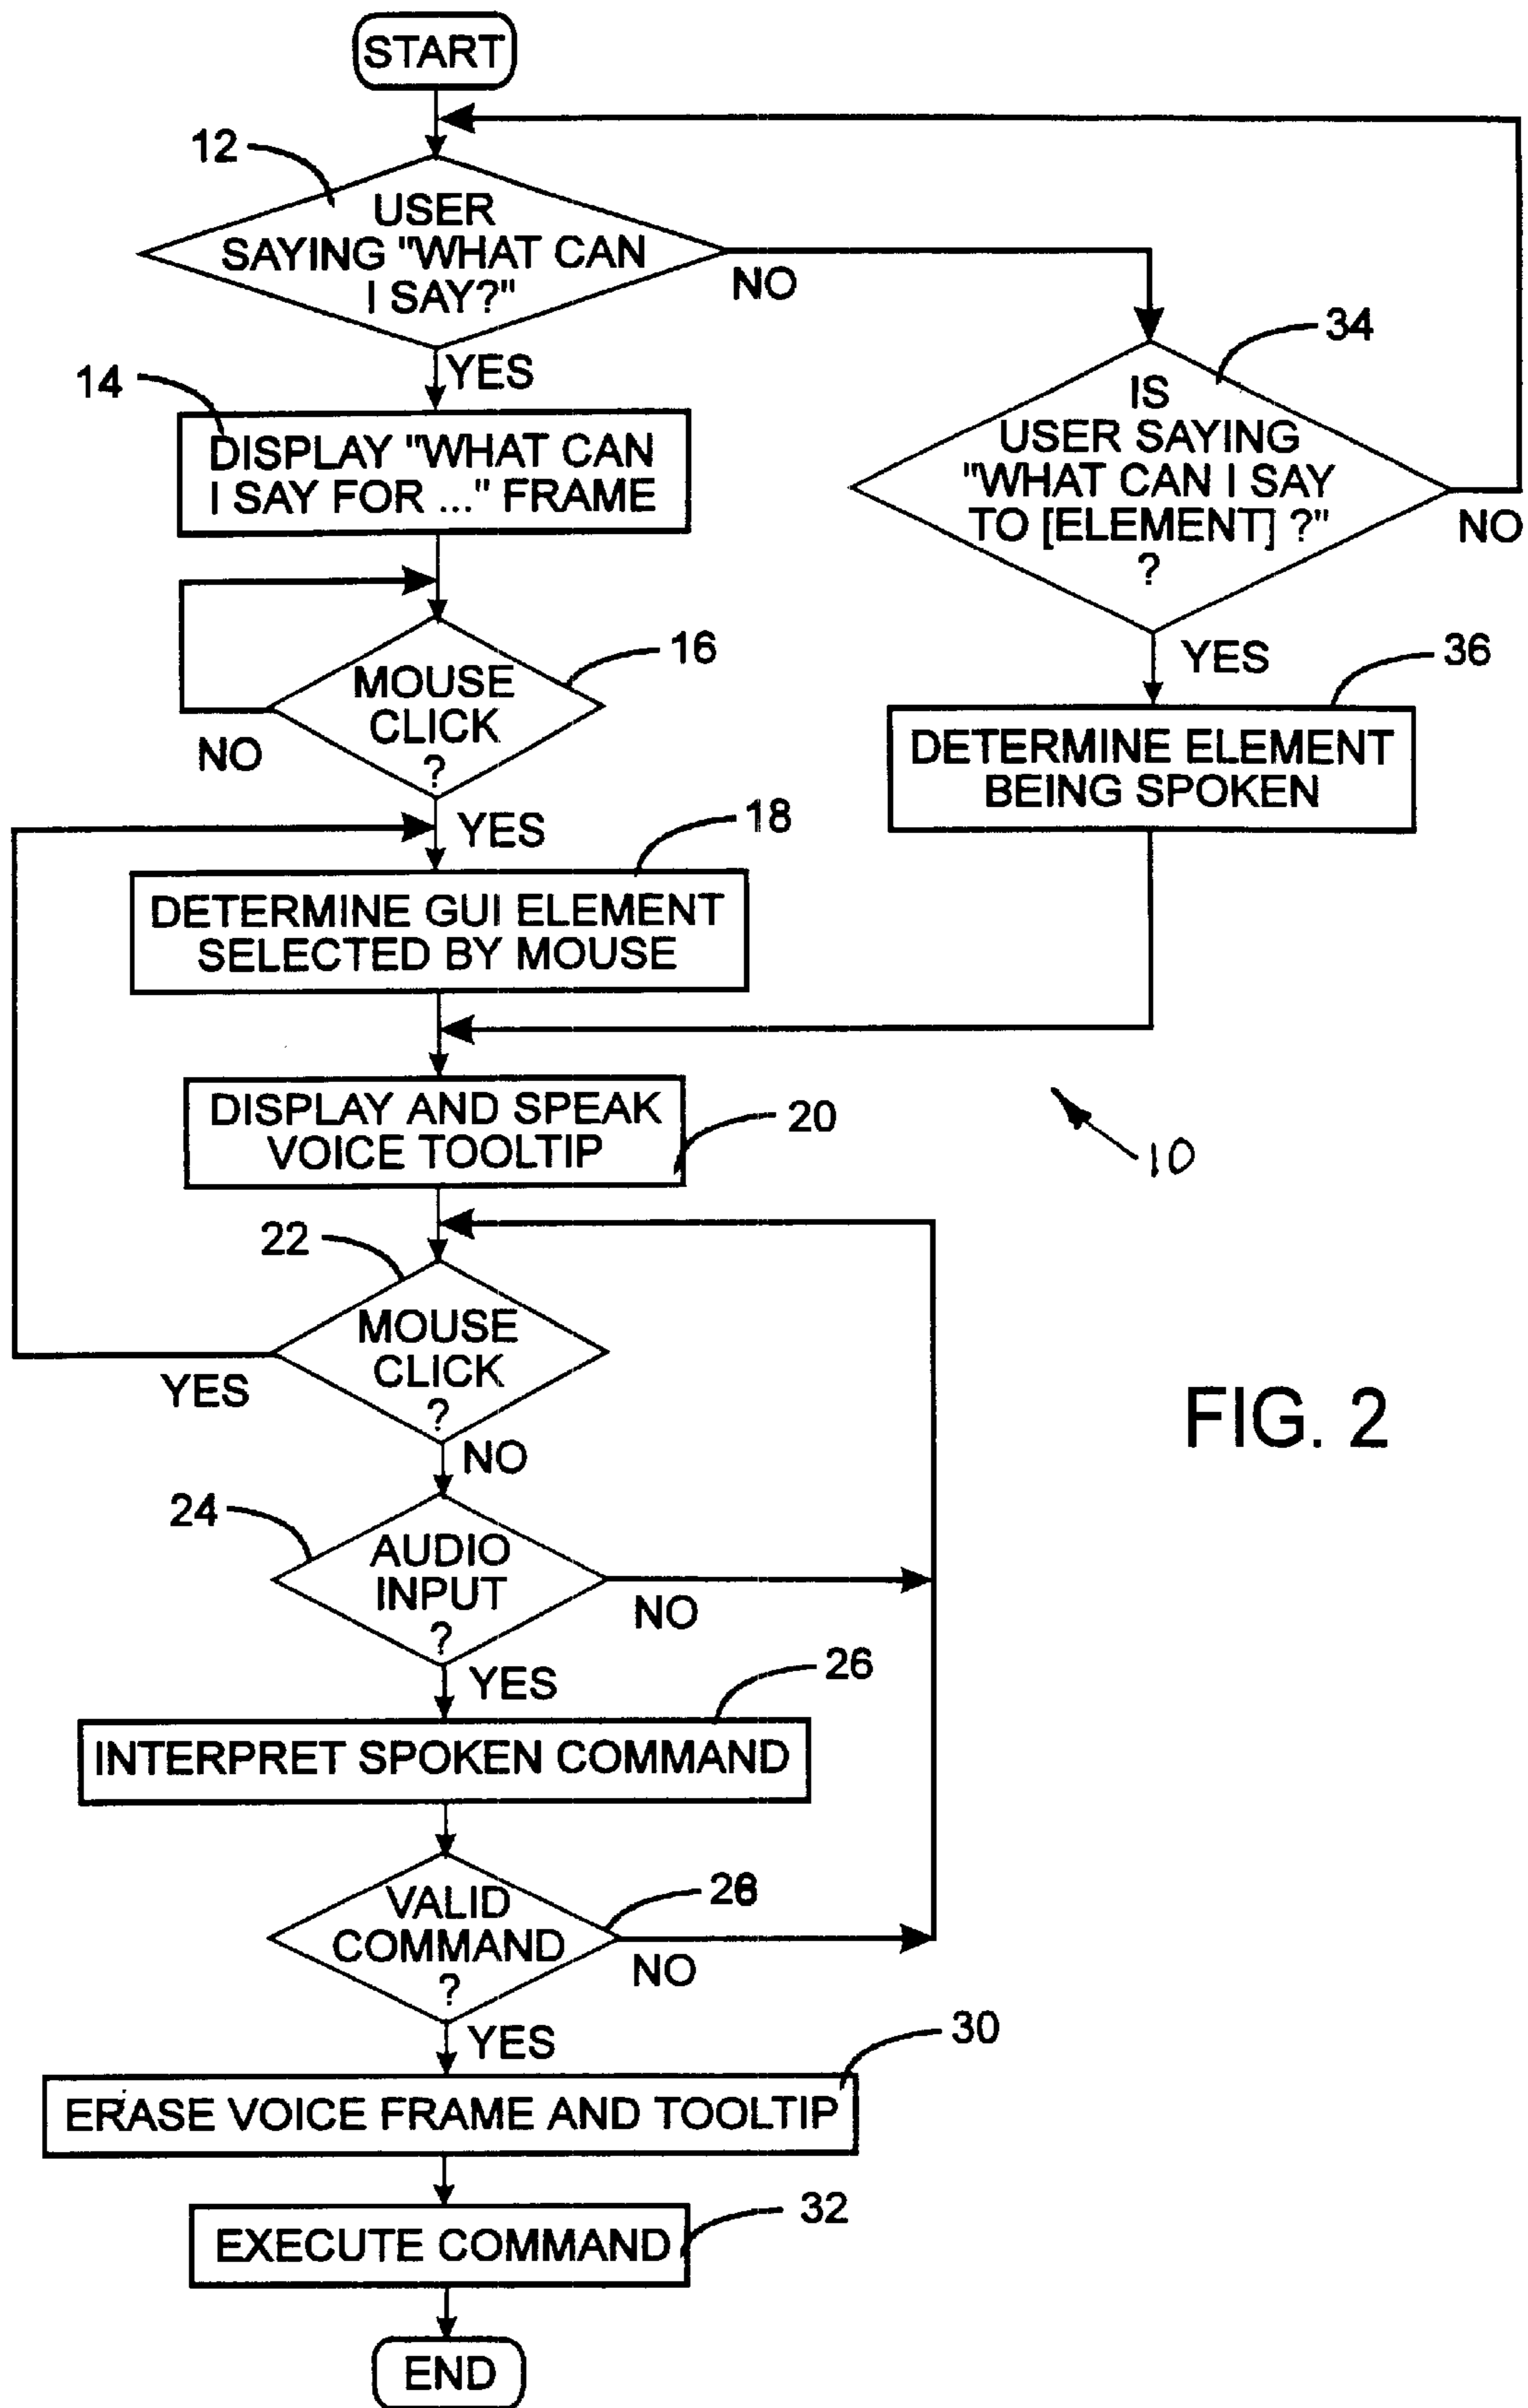 START
12
USER
SAYING "WHAT CAN
I SAY?"
NO
YES
34
IS
USER SAYING
"WHAT CAN I SAY
TO [ELEMENT] ?"
?
NO
YES
14
DISPLAY "WHAT CAN
I SAY FOR ..." FRAME
16
MOUSE
CLICK
?
NO
YES
36
DETERMINE ELEMENT
BEING SPOKEN
18
DETERMINE GUI ELEMENT
SELECTED BY MOUSE
20
DISPLAY AND SPEAK
VOICE TOOLTIP
10
22
MOUSE
CLICK
?
YES
NO
FIG. 2
24
AUDIO
INPUT
?
NO
YES
26
INTERPRET SPOKEN COMMAND
28
VALID
COMMAND
?
NO
YES
30
ERASE VOICE FRAME AND TOOLTIP
32
EXECUTE COMMAND
END